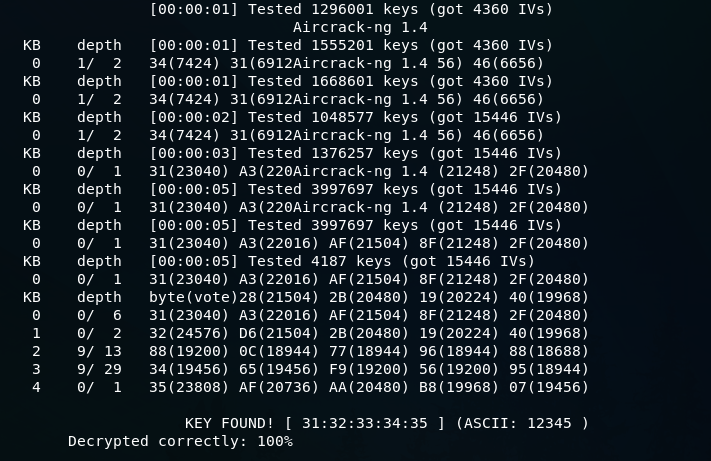 [00:00:01] Tested 1296001 keys (got 4360 IVs)
Aircrack-ng 1.4
KB depth [00:00:01] Tested 1555201 keys (got 4360 IVs)
0 1/ 2 34(7424) 31(6912Aircrack-ng 1.4 56) 46(6656)
KB depth [00:00:01] Tested 1668601 keys (got 4360 IVs)
0 1/ 2 34(7424) 31(6912Aircrack-ng 1.4 56) 46(6656)
KB depth [00:00:02] Tested 1048577 keys (got 15446 IVs)
0 1/ 2 34(7424) 31(6912Aircrack-ng 1.4 56) 46(6656)
KB depth [00:00:03] Tested 1376257 keys (got 15446 IVs)
0 0/ 1 31(23040) A3(220Aircrack-ng 1.4 (21248) 2F(20480)
KB depth [00:00:05] Tested 3997697 keys (got 15446 IVs)
0 0/ 1 31(23040) A3(220Aircrack-ng 1.4 (21248) 2F(20480)
KB depth [00:00:05] Tested 3997697 keys (got 15446 IVs)
0 0/ 1 31(23040) A3(22016) AF(21504) 8F(21248) 2F(20480)
KB depth [00:00:05] Tested 4187 keys (got 15446 IVs)
0 0/ 1 31(23040) A3(22016) AF(21504) 8F(21248) 2F(20480)
KB depth byte(vote)28(21504) 2B(20480) 19(20224) 40(19968)
0 0/ 6 31(23040) A3(22016) AF(21504) 8F(21248) 2F(20480)
1 0/ 2 32(24576) D6(21504) 2B(20480) 19(20224) 40(19968)
2 9/ 13 88(19200) 0C(18944) 77(18944) 96(18944) 88(18688)
3 9/ 29 34(19456) 65(19456) F9(19200) 56(19200) 95(18944)
4 0/ 1 35(23808) AF(20736) AA(20480) B8(19968) 07(19456)
KEY FOUND! [ 31:32:33:34:35 ] (ASCII: 12345 )
Decrypted correctly: 100%